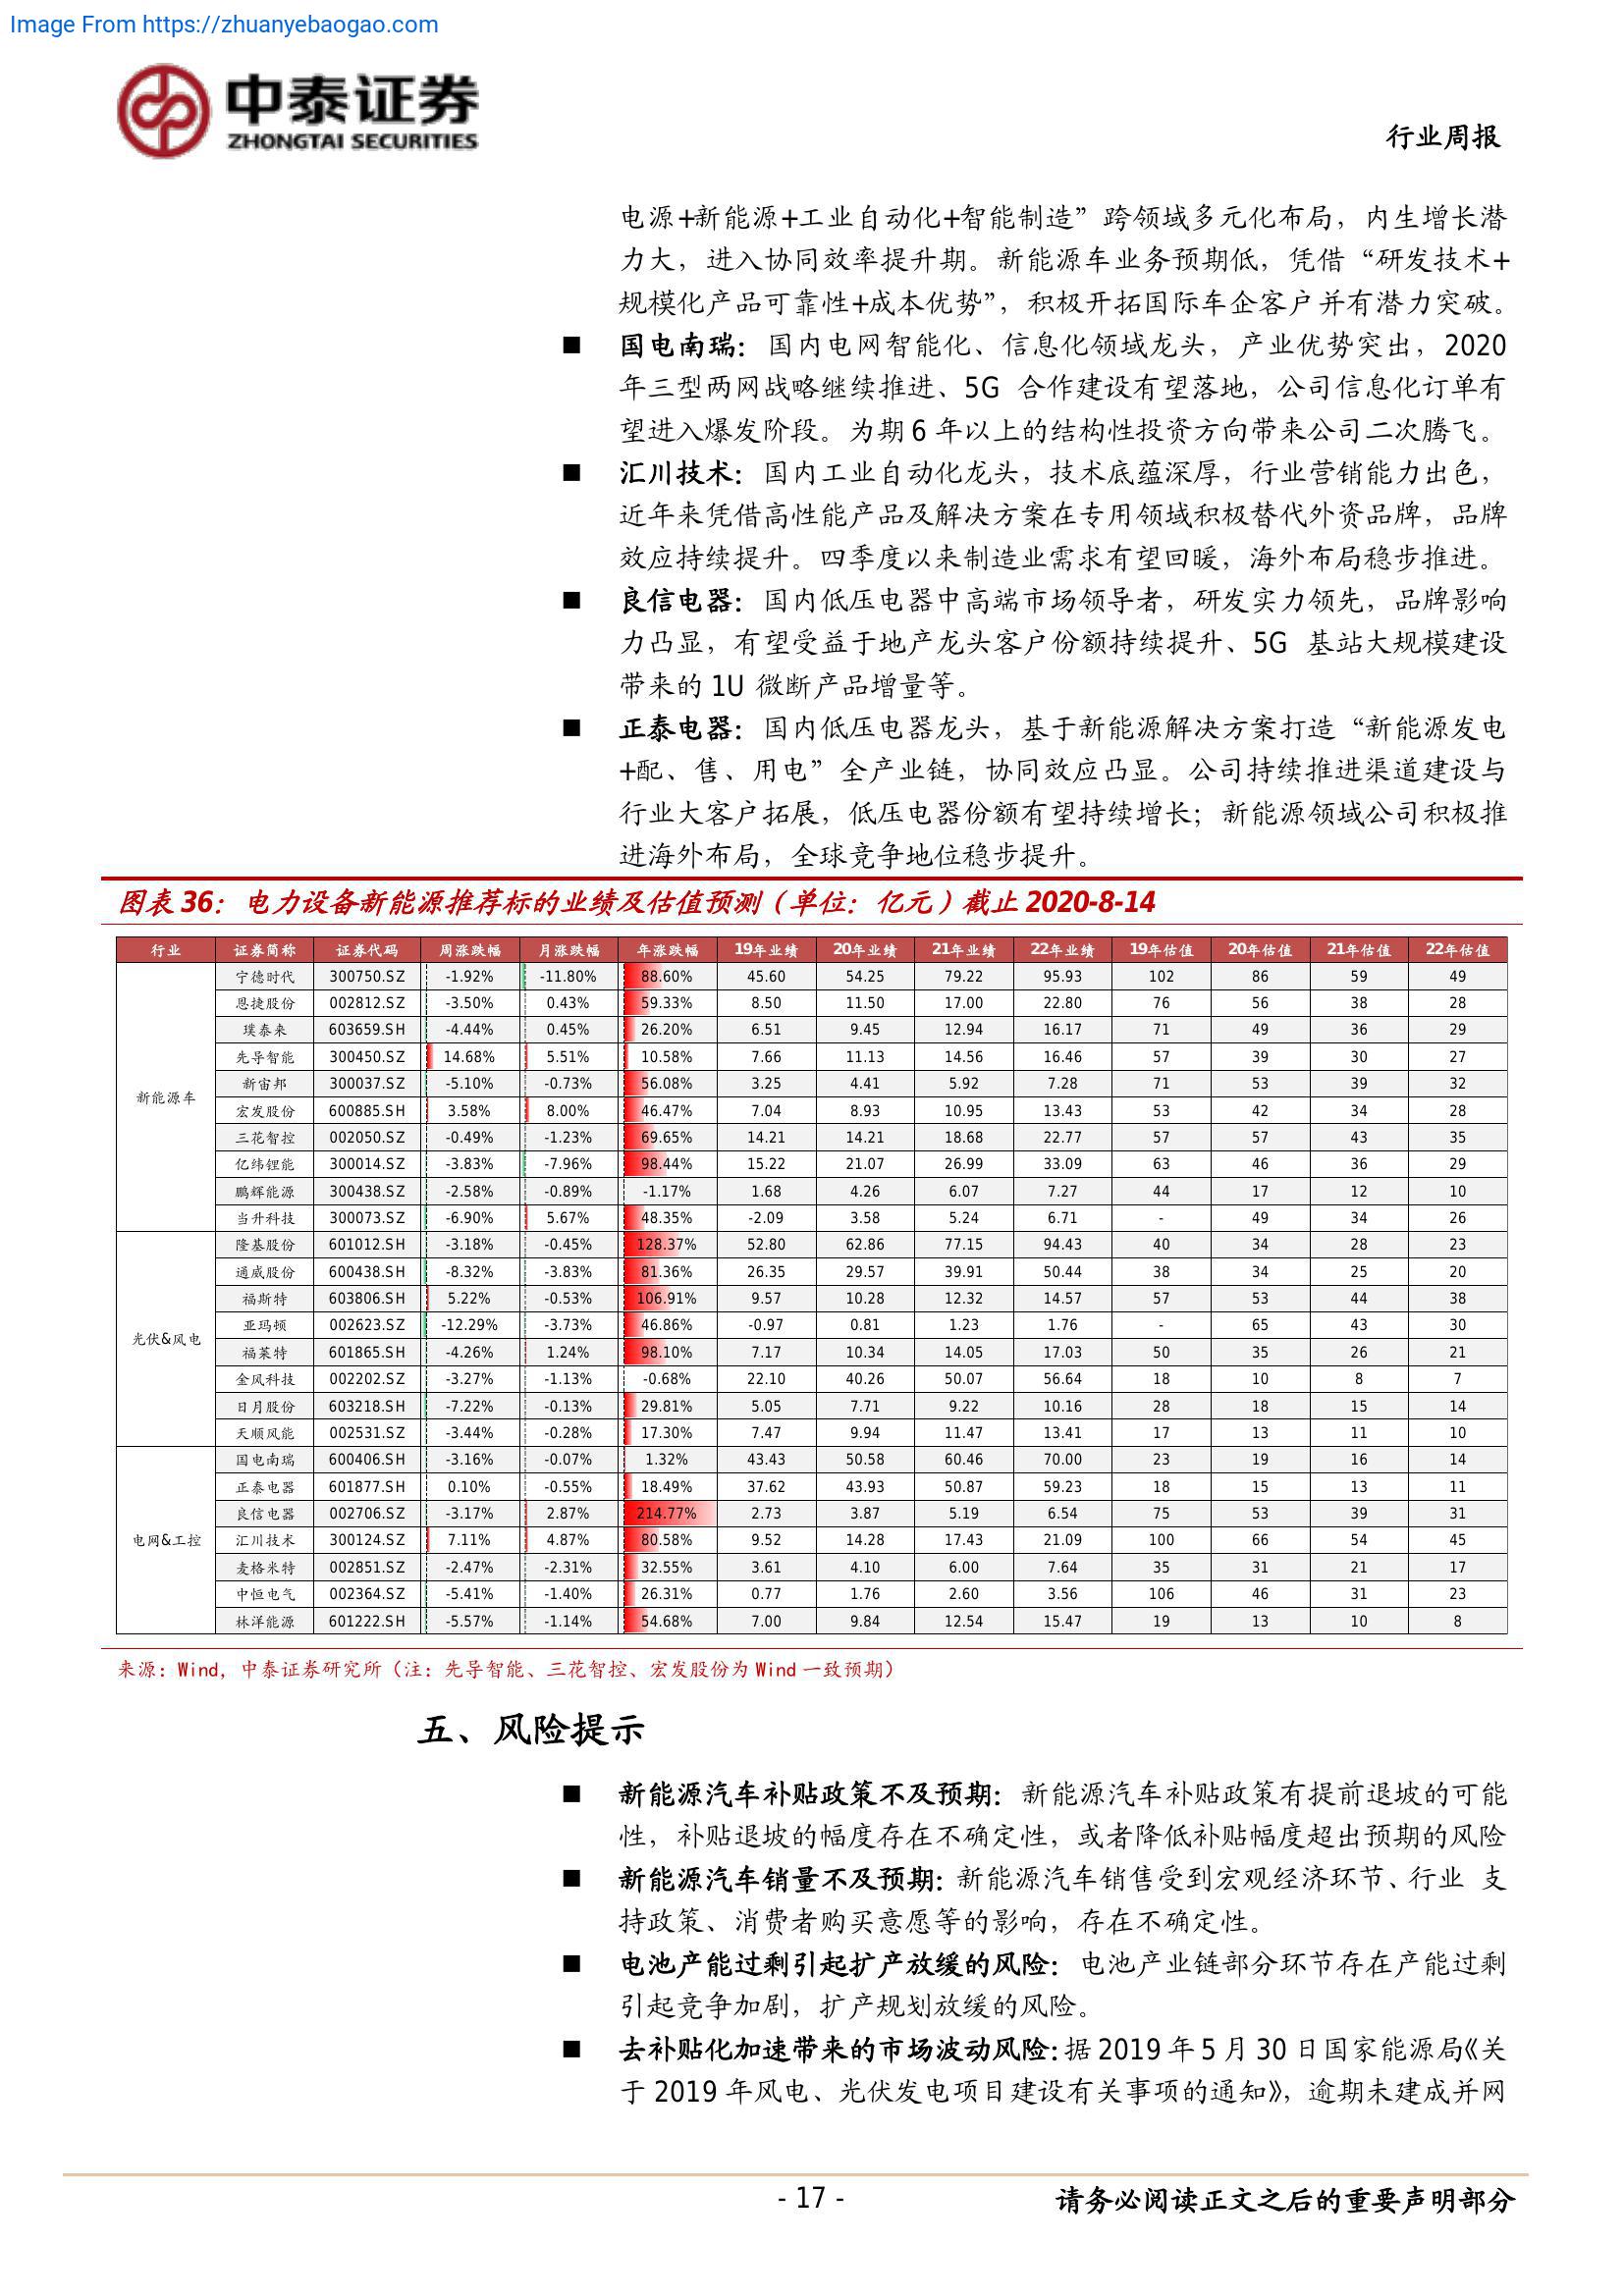 Image From https://zhuanyebaogao.com
中泰证券
ZHONGTAI SECURITIES
行业周报
电源+新能源+工业自动化+智能制造”跨领域多元化布局，内生增长潜
力大，进入协同效率提升期。新能源车业务预期低，凭借“研发技术+
规模化产品可靠性+成本优势”，积极开拓国际车企客户并有潜力突破。
■ 国电南瑞：国内电网智能化、信息化领域龙头，产业优势突出，2020
年三型两网战略继续推进、5G 合作建设有望落地，公司信息化订单有
望进入爆发阶段。为期 6 年以上的结构性投资方向带来公司二次腾飞。
■ 汇川技术：国内工业自动化龙头，技术底蕴深厚，行业营销能力出色，
近年来凭借高性能产品及解决方案在专用领域积极替代外资品牌，品牌
效应持续提升。四季度以来制造业需求有望回暖，海外布局稳步推进。
■ 良信电器：国内低压电器中高端市场领导者，研发实力领先，品牌影响
力凸显，有望受益于地产龙头客户份额持续提升、5G 基站大规模建设
带来的 1U 微断产品增量等。
■ 正泰电器：国内低压电器龙头，基于新能源解决方案打造“新能源发电
+配、售、用电”全产业链，协同效应凸显。公司持续推进渠道建设与
行业大客户拓展，低压电器份额有望持续增长；新能源领域公司积极推
进海外布局，全球竞争地位稳步提升。
图表 36：电力设备新能源推荐标的业绩及估值预测（单位：亿元）截止 2020-8-14
行业 证券简称 证券代码 周涨跌幅 月涨跌幅 年涨跌幅 19年业绩 20年业绩 21年业绩 22年业绩 19年估值 20年估值 21年估值 22年估值
新能源车
宁德时代 300750.SZ -1.92% -11.80% 88.60% 45.60 54.25 79.22 95.93 102 86 59 49
恩捷股份 002812.SZ -3.50% 0.43% 59.33% 8.50 11.50 17.00 22.80 76 56 38 28
璞泰来 603659.SH -4.44% 0.45% 26.20% 6.51 9.45 12.94 16.17 71 49 36 29
先导智能 300450.SZ 14.68% 5.51% 10.58% 7.66 11.13 14.56 16.46 57 39 30 27
新宙邦 300037.SZ -5.10% -0.73% 56.08% 3.25 4.41 5.92 7.28 71 53 39 32
宏发股份 600885.SH 3.58% 8.00% 46.47% 7.04 8.93 10.95 13.43 53 42 34 28
三花智控 002050.SZ -0.49% -1.23% 69.65% 14.21 14.21 18.68 22.77 57 57 43 35
亿纬锂能 300014.SZ -3.83% -7.96% 98.44% 15.22 21.07 26.99 33.09 63 46 36 29
鹏辉能源 300438.SZ -2.58% -0.89% -1.17% 1.68 4.26 6.07 7.27 44 17 12 10
当升科技 300073.SZ -6.90% 5.67% 48.35% -2.09 3.58 5.24 6.71 - 49 34 26
光伏&风电
隆基股份 601012.SH -3.18% -0.45% 128.37% 52.80 62.86 77.15 94.43 40 34 28 23
通威股份 600438.SH -8.32% -3.83% 81.36% 26.35 29.57 39.91 50.44 38 34 25 20
福斯特 603806.SH 5.22% -0.53% 106.91% 9.57 10.28 12.32 14.57 57 53 44 38
亚玛顿 002623.SZ -12.29% -3.73% 46.86% -0.97 0.81 1.23 1.76 - 65 43 30
福莱特 601865.SH -4.26% 1.24% 98.10% 7.17 10.34 14.05 17.03 50 35 26 21
金风科技 002202.SZ -3.27% -1.13% -0.68% 22.10 40.26 50.07 56.64 18 10 8 7
日月股份 603218.SH -7.22% -0.13% 29.81% 5.05 7.71 9.22 10.16 28 18 15 14
天顺风能 002531.SZ -3.44% -0.28% 17.30% 7.47 9.94 11.47 13.41 17 13 11 10
电网&工控
国电南瑞 600406.SH -3.16% -0.07% 1.32% 43.43 50.58 60.46 70.00 23 19 16 14
正泰电器 601877.SH 0.10% -0.55% 18.49% 37.62 43.93 50.87 59.23 18 15 13 11
良信电器 002706.SZ -3.17% 2.87% 214.77% 2.73 3.87 5.19 6.54 75 53 39 31
汇川技术 300124.SZ 7.11% 4.87% 80.58% 9.52 14.28 17.43 21.09 100 66 54 45
麦格米特 002851.SZ -2.47% -2.31% 32.55% 3.61 4.10 6.00 7.64 35 31 21 17
中恒电气 002364.SZ -5.41% -1.40% 26.31% 0.77 1.76 2.60 3.56 106 46 31 23
林洋能源 601222.SH -5.57% -1.14% 54.68% 7.00 9.84 12.54 15.47 19 13 10 8
来源：Wind，中泰证券研究所（注：先导智能、三花智控、宏发股份为 Wind 一致预期）
五、风险提示
■ 新能源汽车补贴政策不及预期：新能源汽车补贴政策有提前退坡的可能
性，补贴退坡的幅度存在不确定性，或者降低补贴幅度超出预期的风险
■ 新能源汽车销量不及预期：新能源汽车销售受到宏观经济环节、行业 支
持政策、消费者购买意愿等的影响，存在不确定性。
■ 电池产能过剩引起扩产放缓的风险：电池产业链部分环节存在产能过剩
引起竞争加剧，扩产规划放缓的风险。
■ 去补贴化加速带来的市场波动风险：据 2019 年 5 月 30 日国家能源局《关
于 2019 年风电、光伏发电项目建设有关事项的通知》，逾期未建成并网
- 17 -
请务必阅读正文之后的重要声明部分